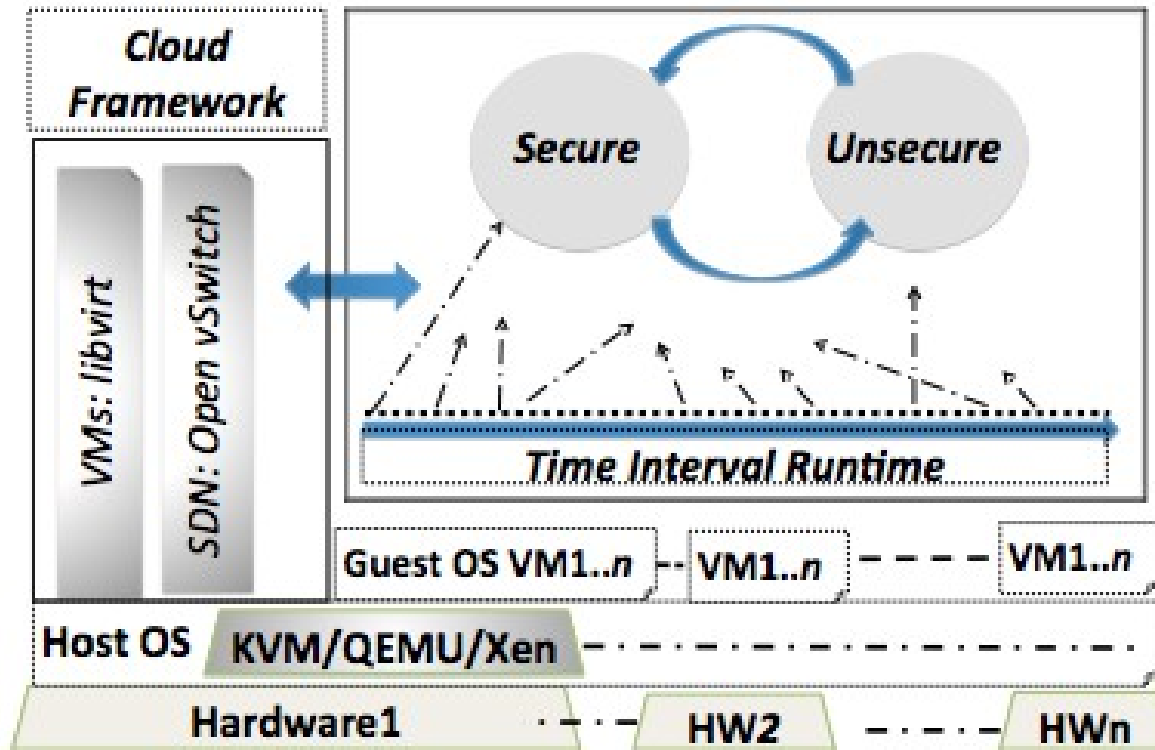 Cloud
Framework
VMs: libvirt
SDN: Open vSwitch
Secure
Unsecure
Time Interval Runtime
Guest OS VM1..n
VM1..n
VM1..n
Host OS
KVM/QEMU/Xen
Hardware1
HW2
HWn